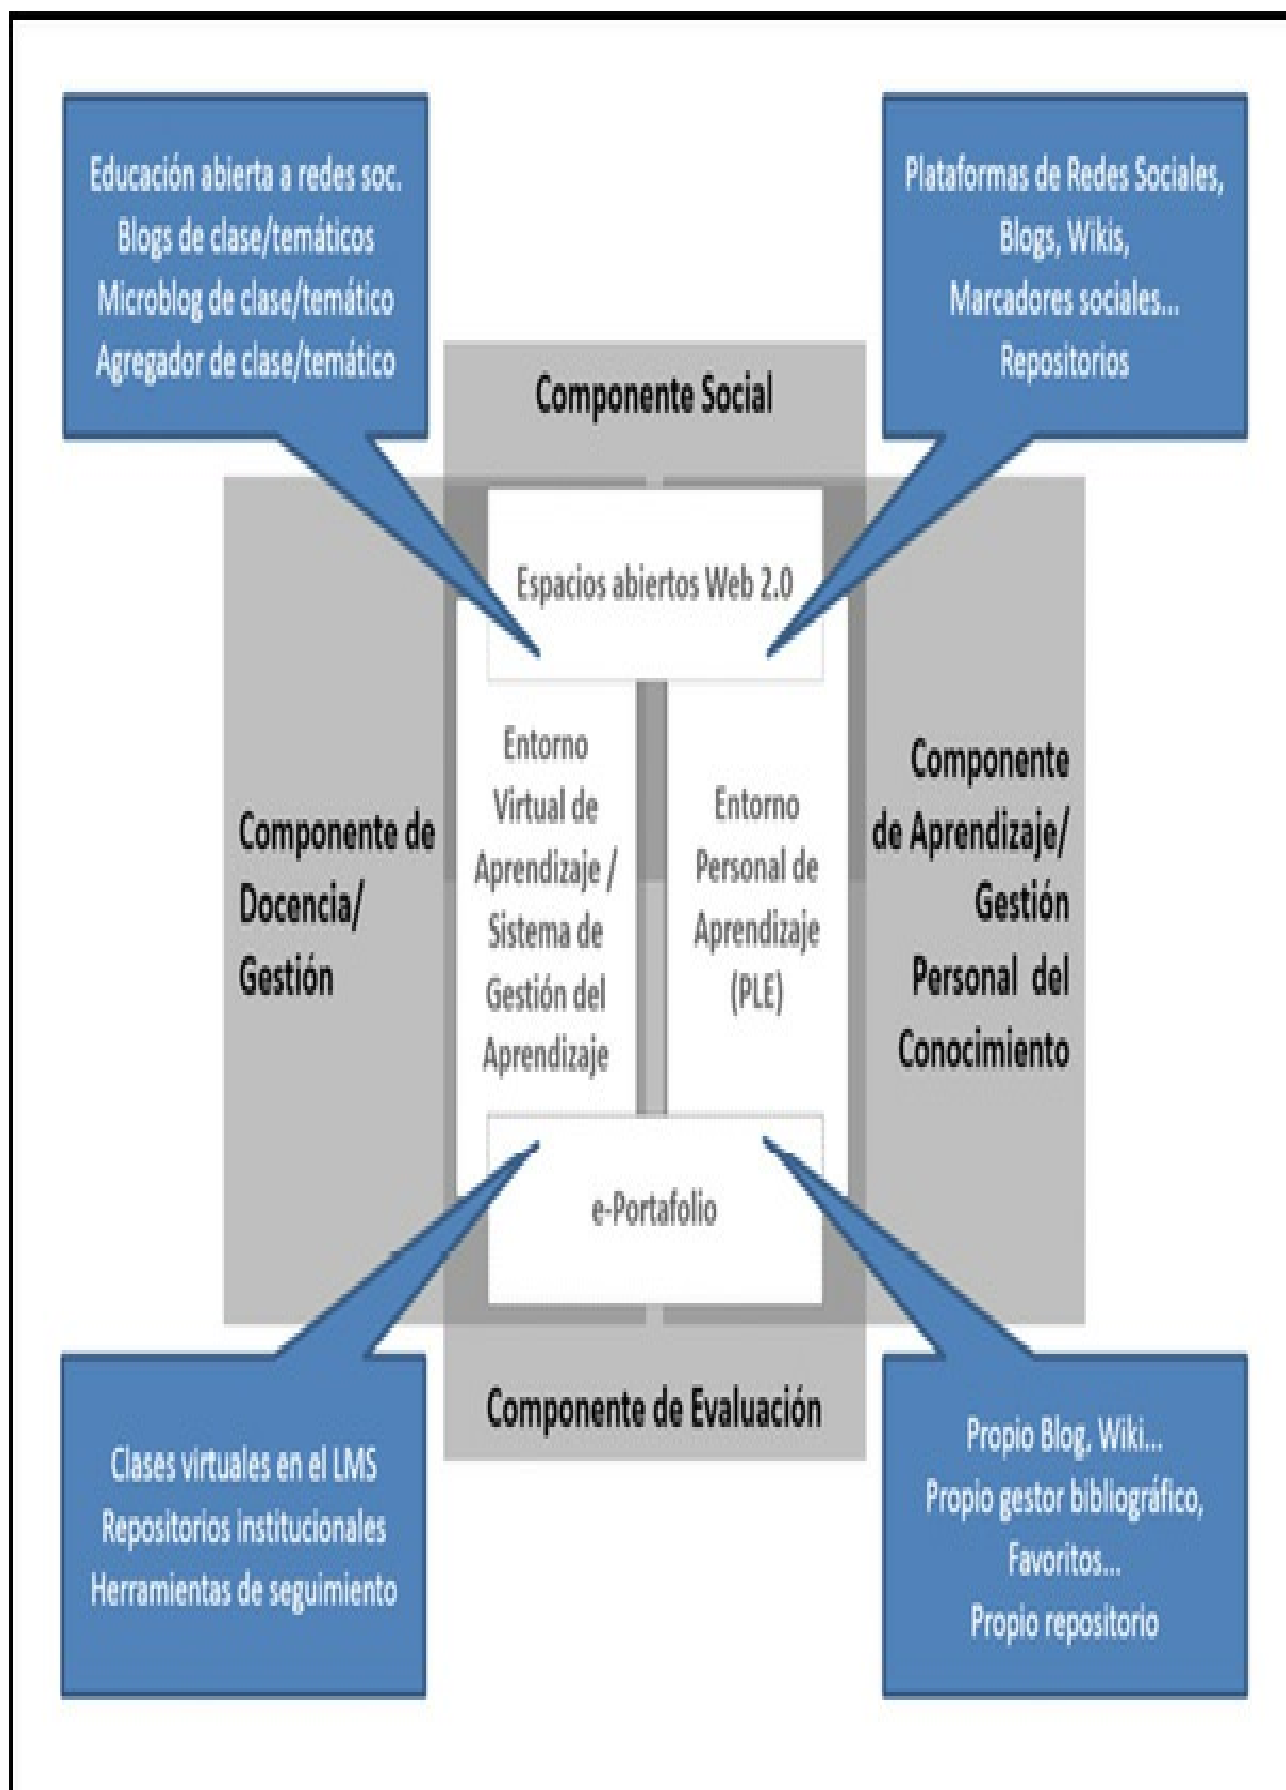 Educación abierta a redes soc.
Blogs de clase/temáticos
Microblog de clase/temático
Agregador de clase/temático
Plataformas de Redes Sociales,
Blogs, Wikis,
Marcadores sociales...
Repositorios
Componente Social
Espacios abiertos Web 2.0
Componente de
Docencia/
Gestión
Entorno
Virtual de
Aprendizaje /
Sistema de
Gestión del
Aprendizaje
Entorno
Personal de
Aprendizaje
(PLE)
Componente
de Aprendizaje/
Gestión
Personal del
Conocimiento
e-Portafolio
Componente de Evaluación
Clases virtuales en el LMS
Repositorios institucionales
Herramientas de seguimiento
Propio Blog, Wiki...
Propio gestor bibliográfico,
Favoritos...
Propio repositorio